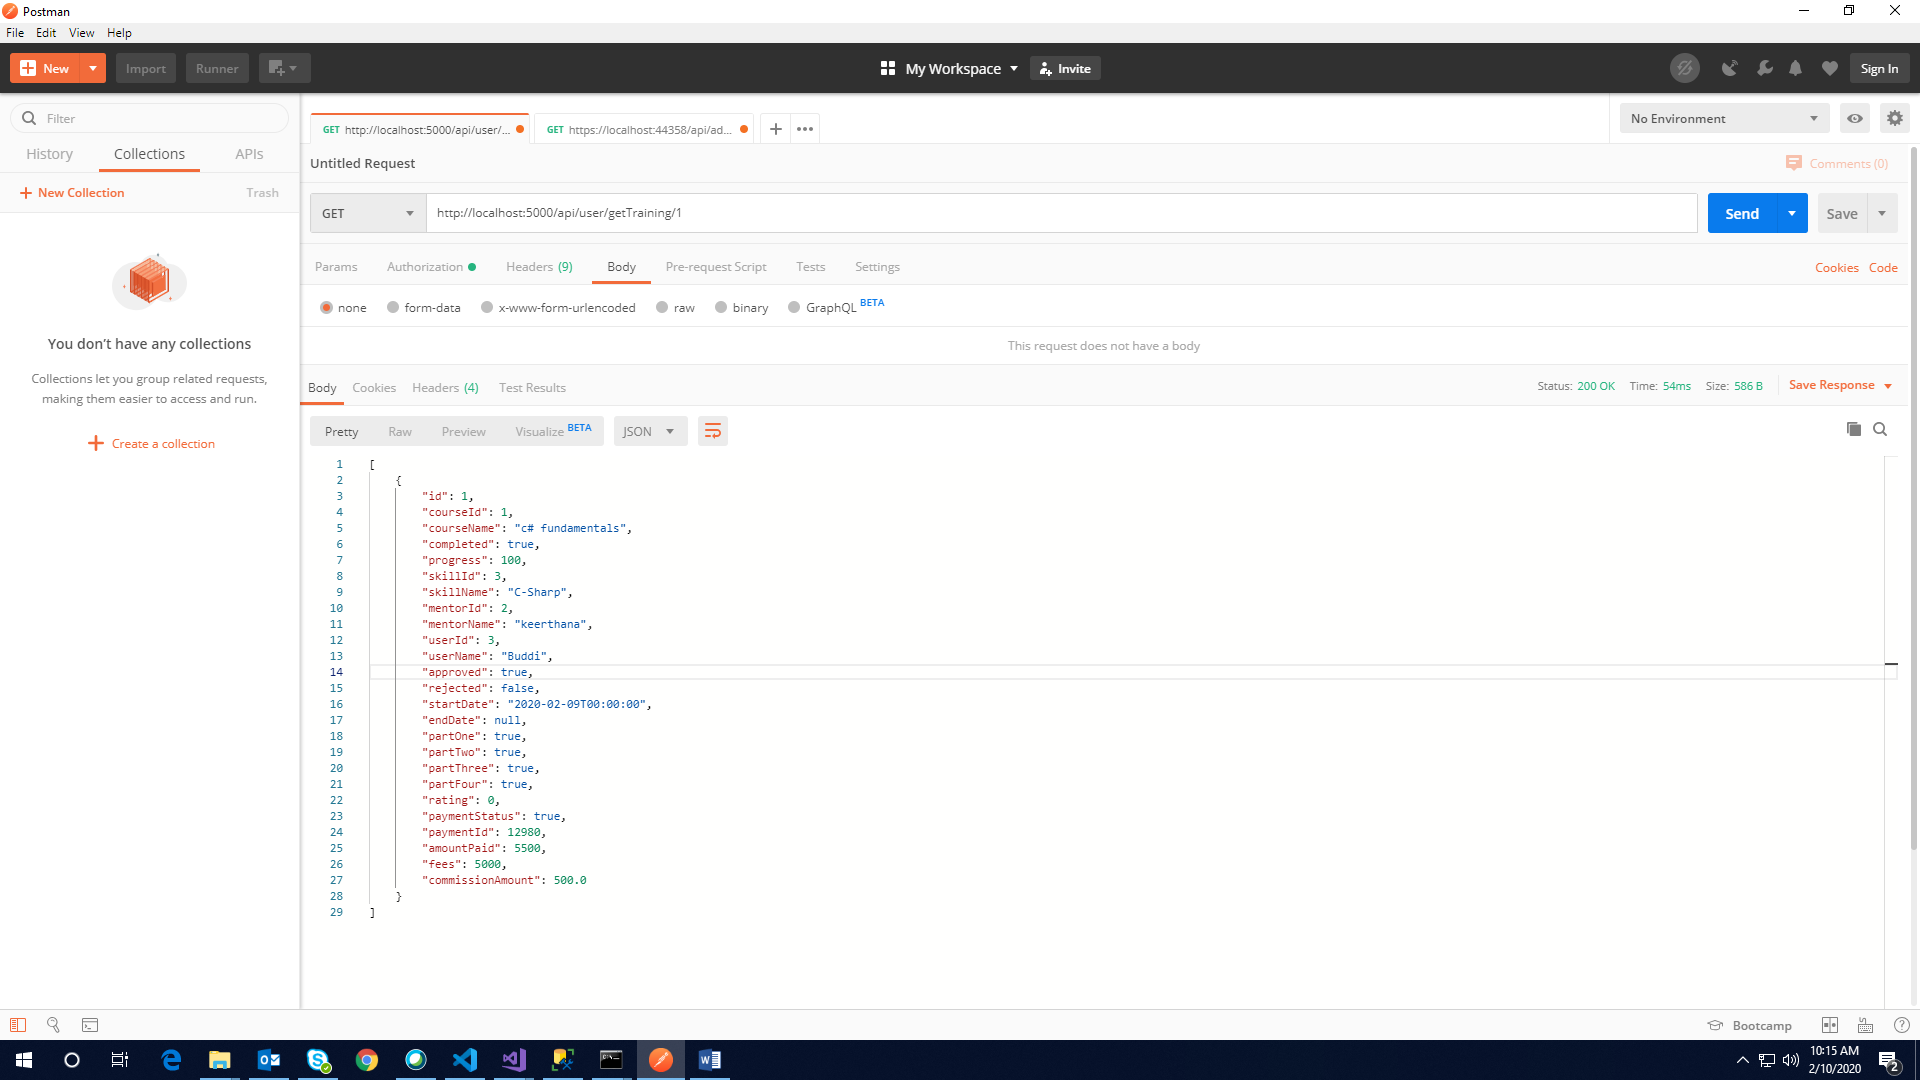 Postman
File Edit View Help
New Import Runner My Workspace Invite Sign In
Filter
History Collections APIs
New Collection Trash
You don't have any collections
Collections let you group related requests,
making them easier to access and run.
Create a collection
GET http://localhost:5000/api/user/... GET https://localhost:44358/api/ad... No Environment
Untitled Request Comments (0)
GET http://localhost:5000/api/user/getTraining/1 Send Save
Params Authorization Headers (9) Body Pre-request Script Tests Settings Cookies Code
none form-data x-www-form-urlencoded raw binary GraphQL BETA
This request does not have a body
Body Cookies Headers (4) Test Results Status: 200 OK Time: 54ms Size: 586 B Save Response
Pretty Raw Preview Visualize BETA JSON
1 [
2 {
3 "id": 1,
4 "courseId": 1,
5 "courseName": "c# fundamentals",
6 "completed": true,
7 "progress": 100,
8 "skillId": 3,
9 "skillName": "C-Sharp",
10 "mentorId": 2,
11 "mentorName": "keerthana",
12 "userId": 3,
13 "userName": "Buddi",
14 "approved": true,
15 "rejected": false,
16 "startDate": "2020-02-09T00:00:00",
17 "endDate": null,
18 "partOne": true,
19 "partTwo": true,
20 "partThree": true,
21 "partFour": true,
22 "rating": 0,
23 "paymentStatus": true,
24 "paymentId": 12980,
25 "amountPaid": 5500,
26 "fees": 5000,
27 "commissionAmount": 500.0
28 }
29 ]
Bootcamp
10:15 AM
2/10/2020
2